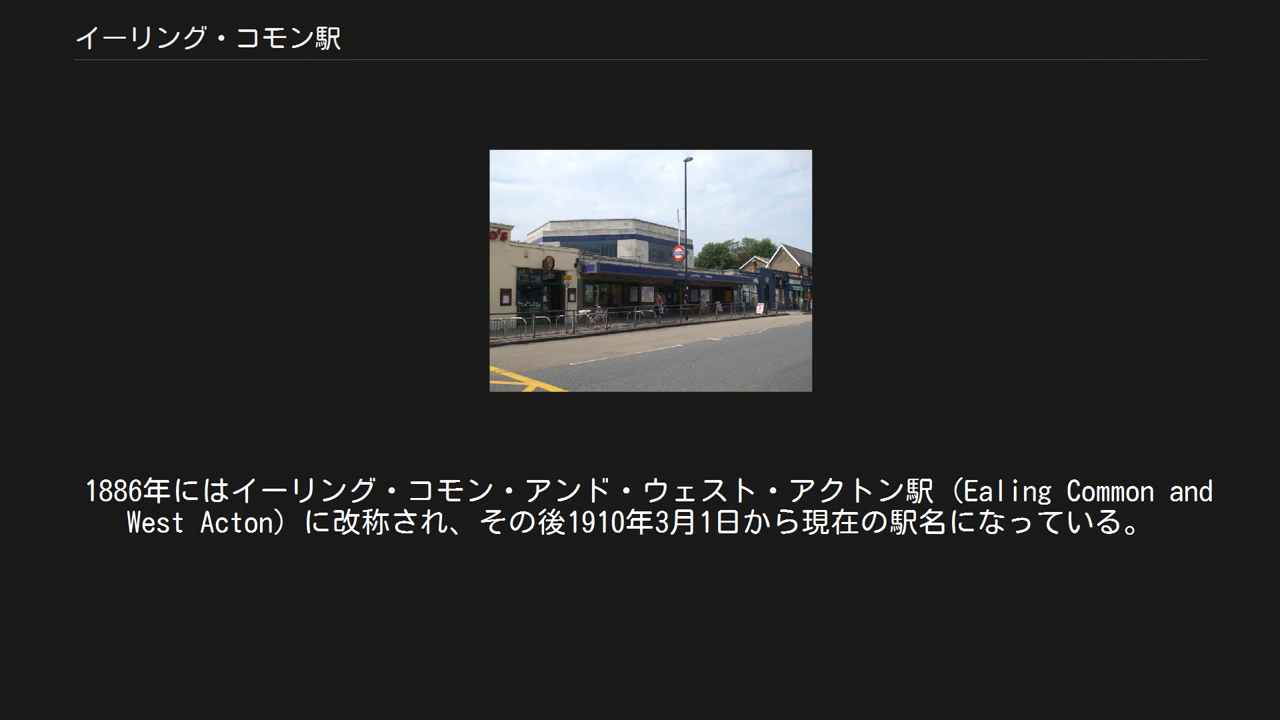 イーリング・コモン駅
o's
1886年にはイーリング・コモン・アンド・ウェスト・アクトン駅（Ealing Common and
West Acton）に改称され、その後1910年3月1日から現在の駅名になっている。